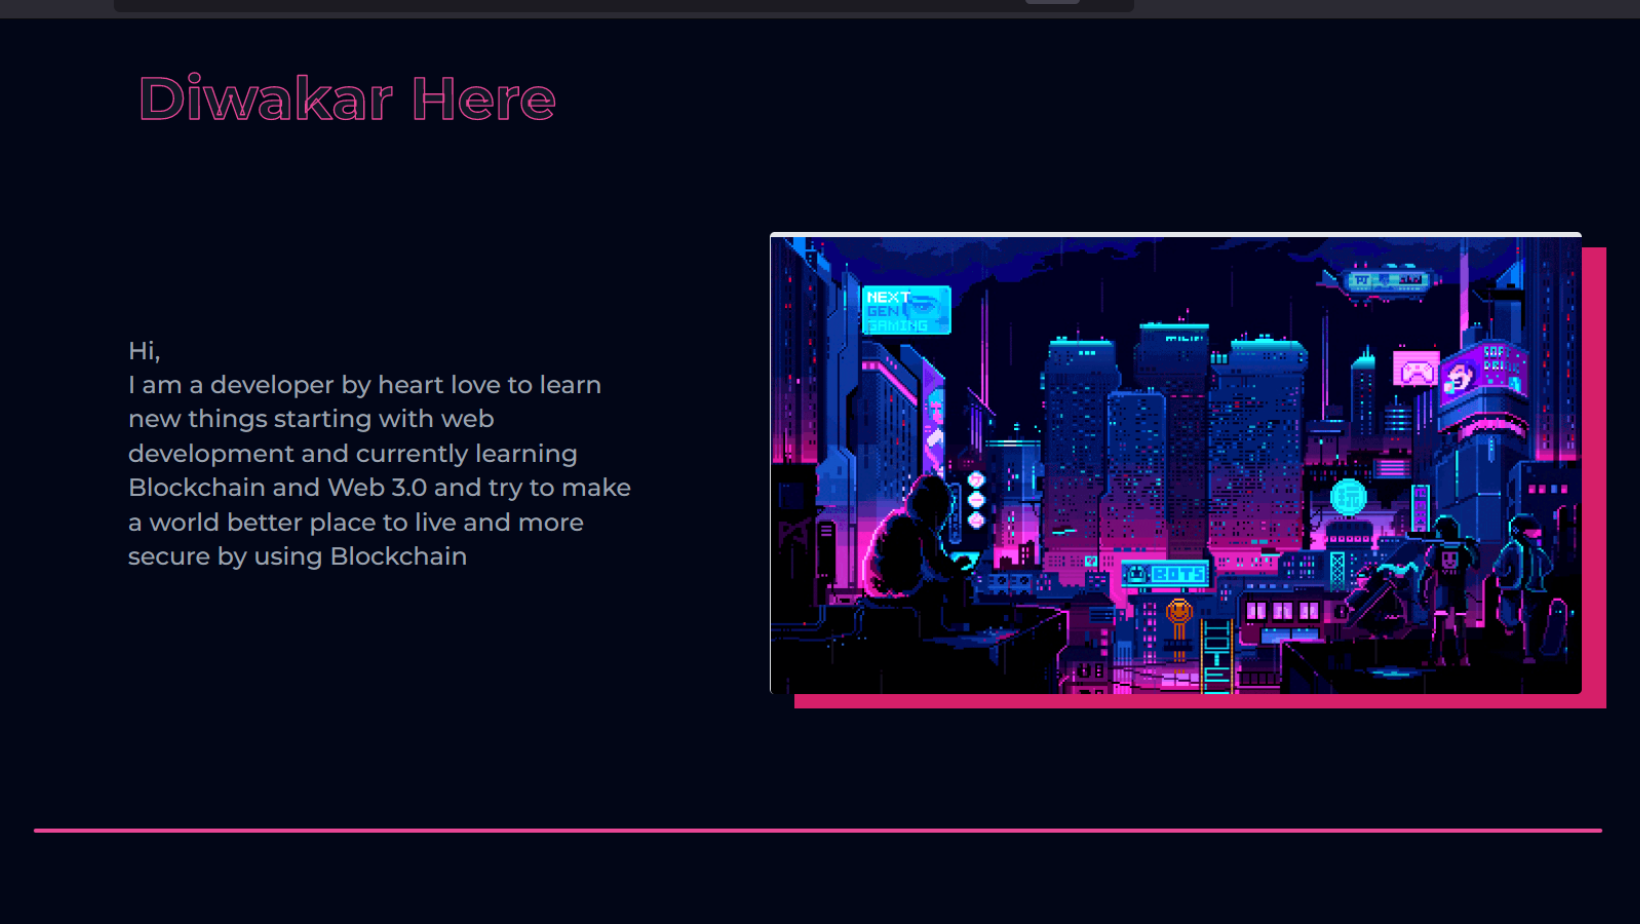 Diwakar Here
Hi,
I am a developer by heart love to learn
new things starting with web
development and currently learning
Blockchain and Web 3.0 and try to make
a world better place to live and more
secure by using Blockchain
NEXT
GEN
GAMING
BOTS